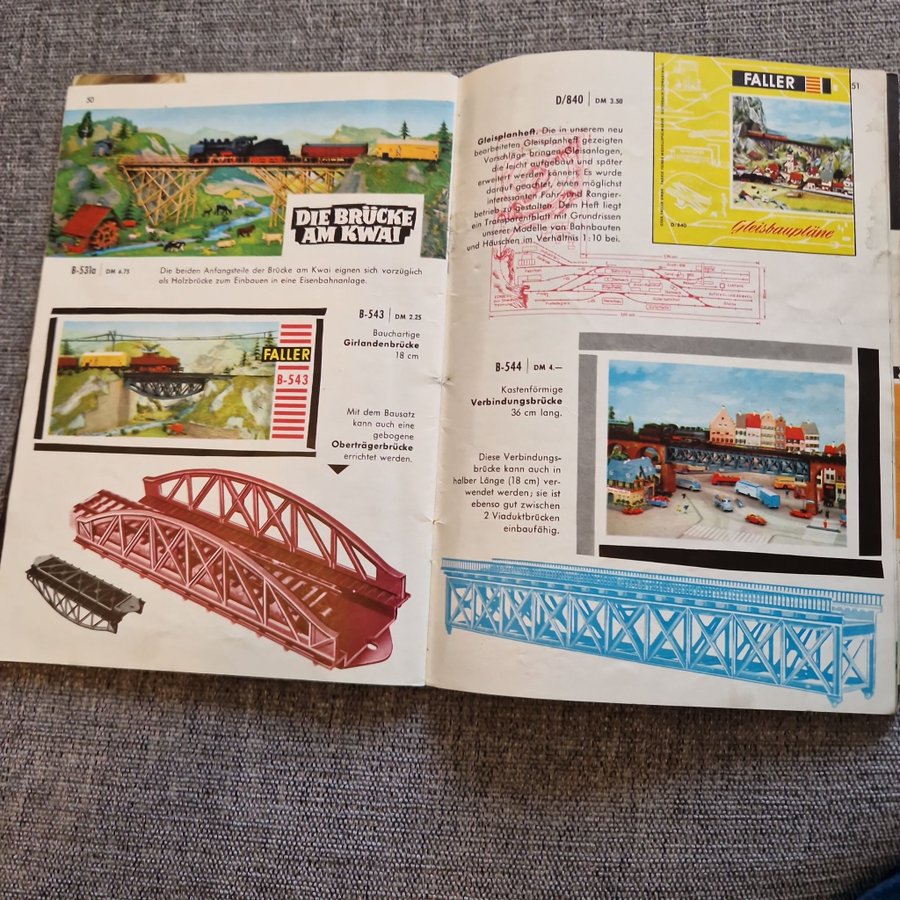 50
DIE BRÜCKE
AM KWAI
B-531a | DM 6.75
Die beiden Anfangsteile der Brücke am Kwai eignen sich vorzüglich
als Holzbrücke zum Einbauen in eine Eisenbahnanlage.
B-543 | DM 2.25
Bauchartige
Girlandenbrücke
18 cm
FALLER
B-543
Mit dem Bausatz
kann auch eine
gebogene
Oberträgerbrücke
errichtet werden.
51
D/840 | DM 3.50
Gleisplanheft. Die in unserem neu
bearbeiteten Gleisplanheft gezeigten
Vorschläge bringen Gleisanlagen,
die leicht aufgebaut und später
erweitert werden können. Es wurde
darauf geachtet, einen möglichst
interessanten Fahr- und Rangier-
betrieb zu gestalten. Dem Heft liegt
ein Transparentblatt mit Grundrissen
unserer Modelle von Bahnbauten
und Häuschen im Verhältnis 1:10 bei.
FALLER
D/840
Gleisbaupläne
B-544 | DM 4.—
Kastenförmige
Verbindungsbrücke
36 cm lang.
Diese Verbindungs-
brücke kann auch in
halber Länge (18 cm) ver-
wendet werden; sie ist
ebenso gut zwischen
2 Viaduktbrücken
einbaufähig.